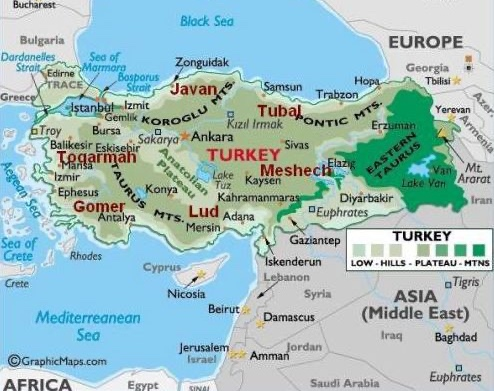 Bucharest
Black Sea
EUROPE
Bulgaria
Georgia
Dardanelles
Strait
Sea of
Marmara
Bosporus
Strait
Zonguldak
Tbilisi
Edirne
TRACE
Javan
KOROGLU MTS.
Samsun
Trabzon
Hopa
Yerevan
Armenia
Azer.
Greece
Istanbul
Izmit
Gemlik
Tubal
PONTIC MTS.
Kızıl Irmak
Erzuman
Troy
Bursa
Sakarya
Ankara
Sivas
Balikesir
Eskisehir
TURKEY
EASTERN
TAURUS
Togarmah
Manisa
Meshech
Elazig
Mt.
Ararat
Izmir
Anatolian
Plateau
Lake
Tuz
Kaysen
Van
Lake Van
Iran
Aegean Sea
Ephesus
TAURUS MTS.
Konya
Kahramanmaras
Diyarbakir
Gomer
Antalya
Lud
Adana
Mersin
Euphrates
Gaziantep
Sea of
Crete
Crete
Rhodes
Iskenderun
TURKEY
LOW - HILLS - PLATEAU - MTNS
Cyprus
Nicosia
Lebanon
Syria
Tigris
Mediterranean
Sea
Beirut
Damascus
ASIA
(Middle East)
Iraq
Baghdad
Jerusalem
Israel
Amman
Jordan
©GraphicMaps.com
AFRICA
Egypt
SINAI
Saudi Arabia
Euphrates